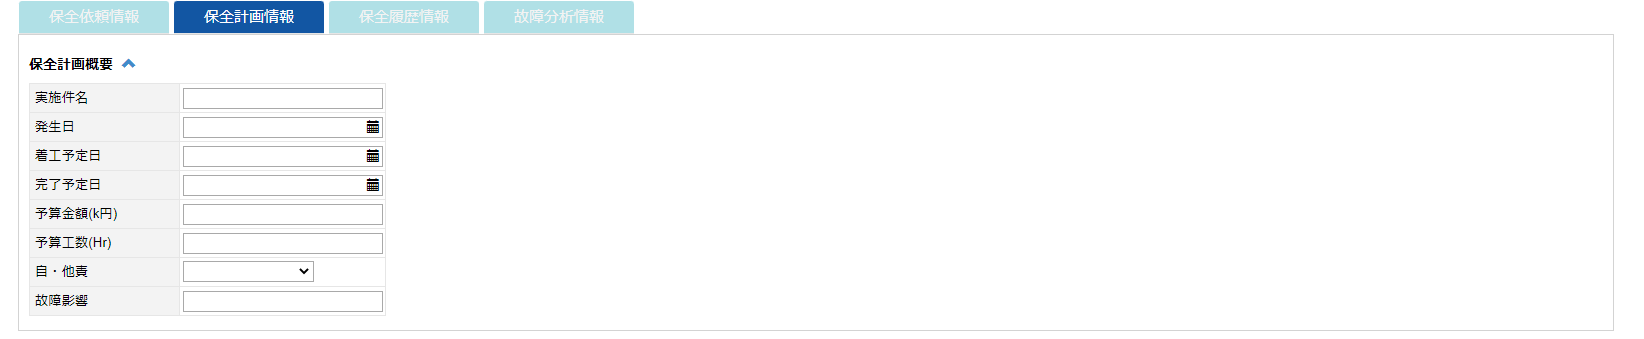 保全依頼情報 保全計画情報 保全履歴情報 故障分析情報
保全計画概要
実施件名
発生日
着工予定日
完了予定日
予算金額(k円)
予算工数(Hr)
自・他責
故障影響